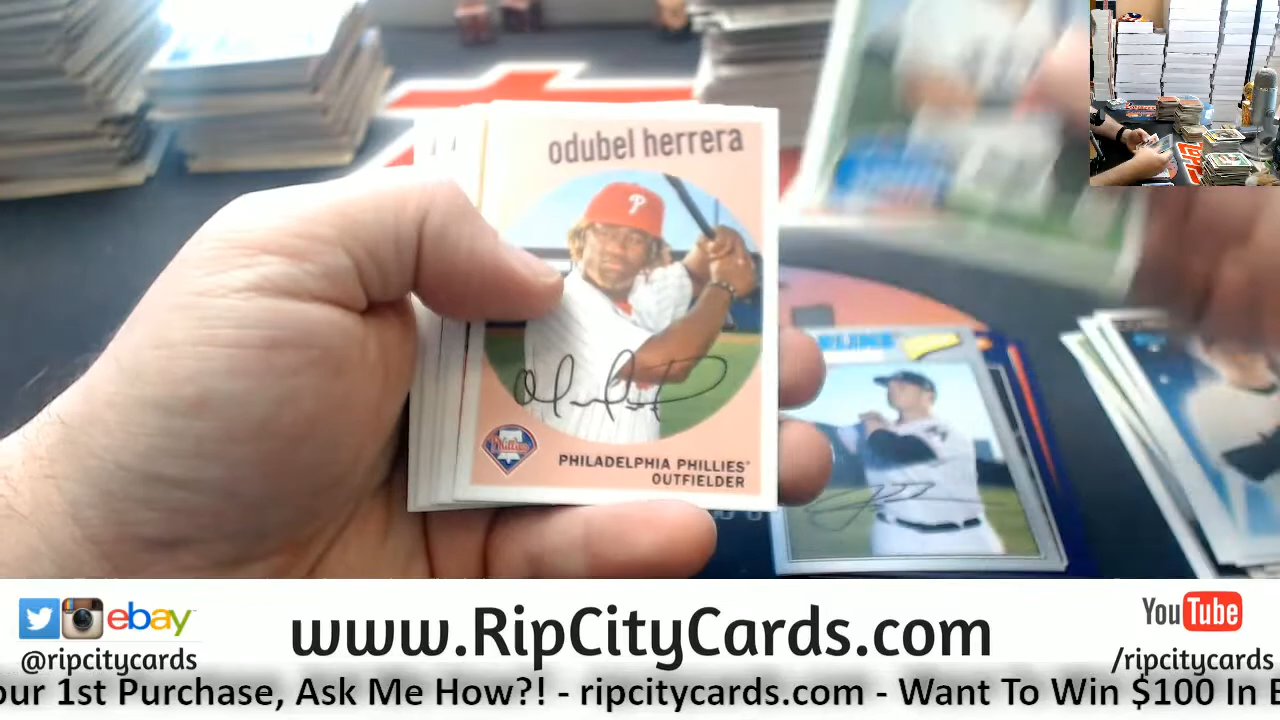 odubel herrera
P
Phillies
PHILADELPHIA PHILLIES'
OUTFIELDER
ebay
www.RipCityCards.com
YouTube
@ripcitycards
/ripcitycards
our 1st Purchase, Ask Me How?! - ripcitycards.com - Want To Win $100 In